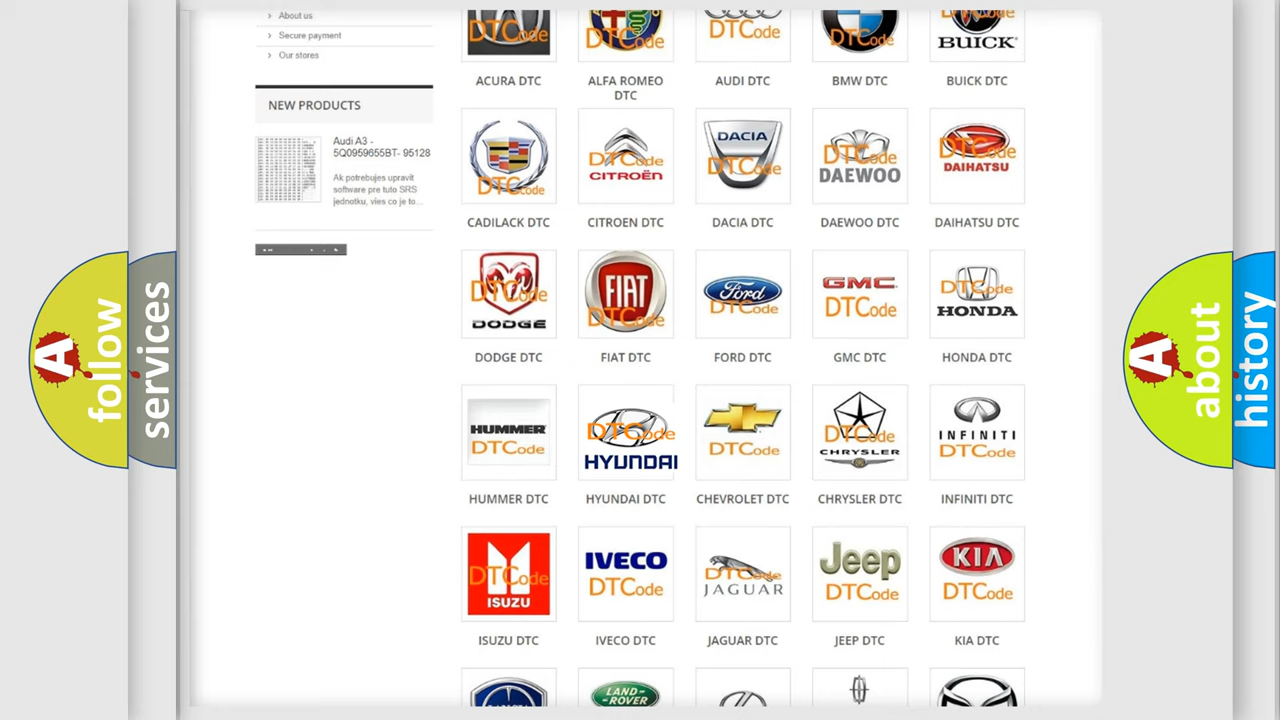 About us
Secure payment
Our stores
NEW PRODUCTS
Audi A3 -
5Q0959655BT- 95128
Ak potrebujes upravit
software pre tuto SRS
jednotku, vies co je to...
DTCode
DTCode
DTCode
DTCode
BUICK
ACURA DTC
ALFA ROMEO
DTC
AUDI DTC
BMW DTC
BUICK DTC
DTCode
DTCode
CITROËN
DACIA
DTCode
DTCode
DAEWOO
DTCode
DAIHATSU
CADILACK DTC
CITROEN DTC
DACIA DTC
DAEWOO DTC
DAIHATSU DTC
DTCode
DODGE
FIAT
DTCode
Ford
DTCode
GMC
DTCode
DTCode
HONDA
DODGE DTC
FIAT DTC
FORD DTC
GMC DTC
HONDA DTC
HUMMER
DTCode
DTCode
HYUNDAI
DTCode
DTCode
CHRYSLER
INFINITI
DTCode
HUMMER DTC
HYUNDAI DTC
CHEVROLET DTC
CHRYSLER DTC
INFINITI DTC
DTCode
ISUZU
IVECO
DTCode
DTCode
JAGUAR
Jeep
DTCode
KIA
DTCode
ISUZU DTC
IVECO DTC
JAGUAR DTC
JEEP DTC
KIA DTC
LAND-
ROVER
A
follow
services
A
about
history